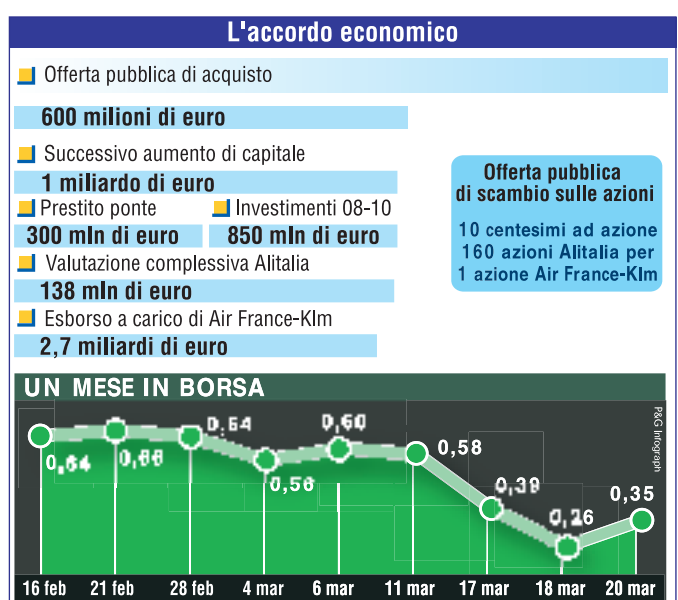 L'accordo economico
Offerta pubblica di acquisto
600 milioni di euro
Successivo aumento di capitale
1 miliardo di euro
Prestito ponte
300 mln di euro
Investimenti 08-10
850 mln di euro
Valutazione complessiva Alitalia
138 mln di euro
Esborso a carico di Air France-Klm
2,7 miliardi di euro
Offerta pubblica
di scambio sulle azioni
10 centesimi ad azione
160 azioni Alitalia per
1 azione Air France-Klm
UN MESE IN BORSA
P&G Infograph
0,64
0,66
0,64
0,56
0,60
0,58
0,39
0,26
0,35
16 feb 21 feb 28 feb 4 mar 6 mar 11 mar 17 mar 18 mar 20 mar